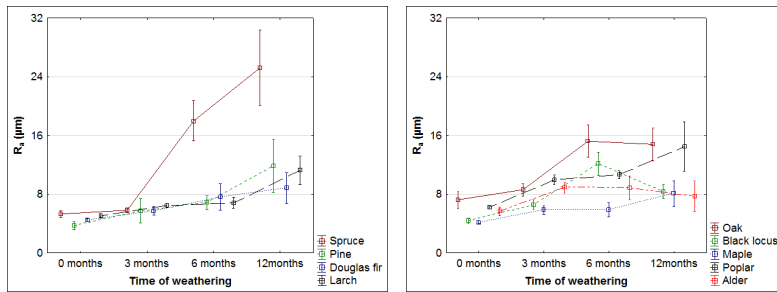 32
24
16
8
0
Ra (µm)
0 months 3 months 6 months 12months
Time of weathering
Spruce
Pine
Douglas fir
Larch
32
24
16
8
0
Ra (µm)
0 months 3 months 6 months 12months
Time of weathering
Oak
Black locus
Maple
Poplar
Alder